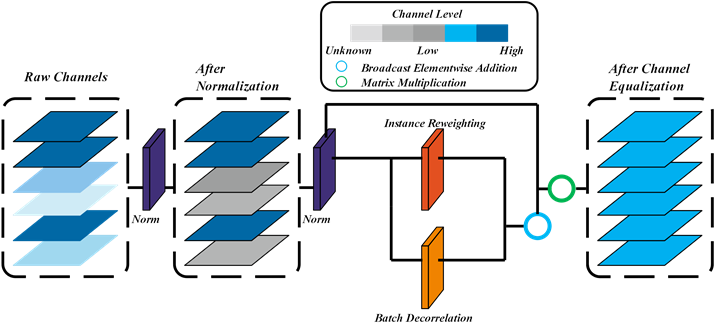 Channel Level
Unknown Low High
Broadcast Elementwise Addition
Matrix Multiplication
Raw Channels
After
Normalization
After Channel
Equalization
Instance Reweighting
Norm
Norm
Batch Decorrelation